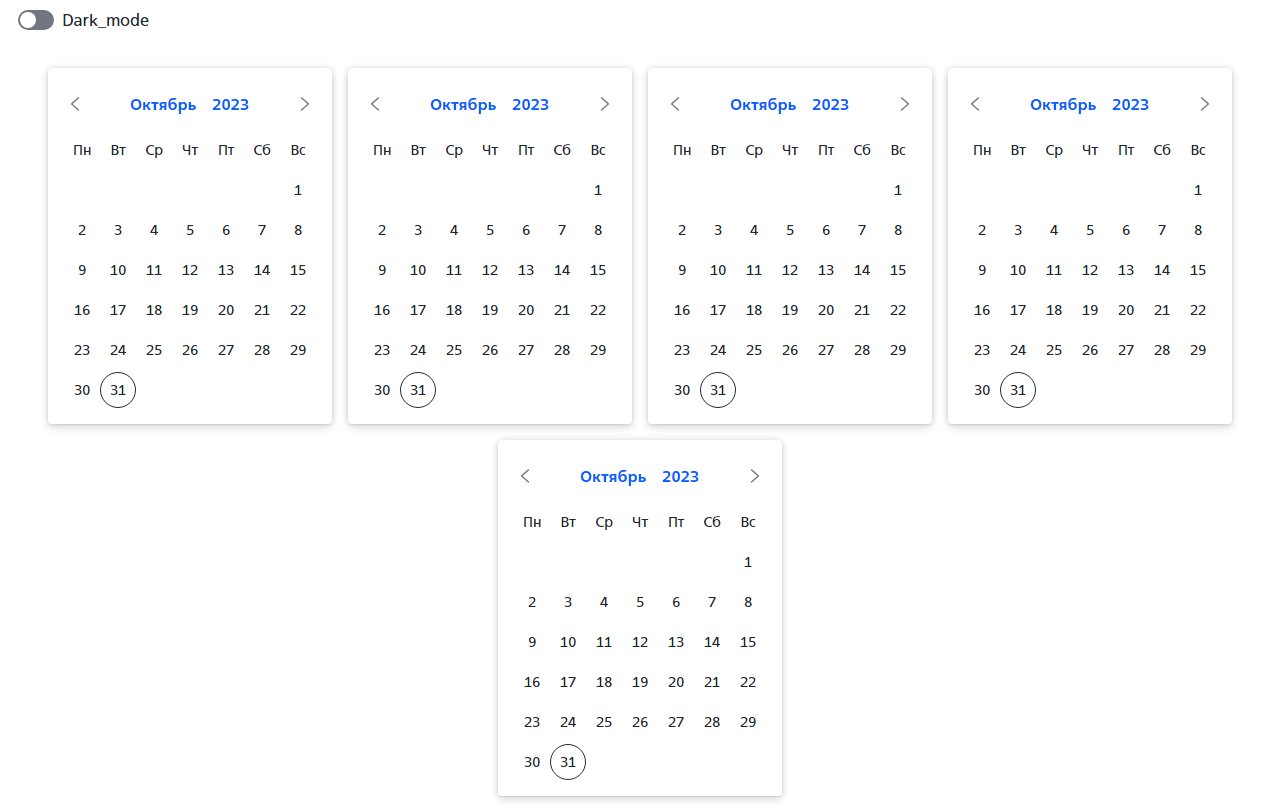 Dark_mode
Октябрь 2023 Октябрь 2023 Октябрь 2023 Октябрь 2023
Пн Вт Ср Чт Пт Сб Вс Пн Вт Ср Чт Пт Сб Вс Пн Вт Ср Чт Пт Сб Вс Пн Вт Ср Чт Пт Сб Вс
1 1 1 1
2 3 4 5 6 7 8 2 3 4 5 6 7 8 2 3 4 5 6 7 8 2 3 4 5 6 7 8
9 10 11 12 13 14 15 9 10 11 12 13 14 15 9 10 11 12 13 14 15 9 10 11 12 13 14 15
16 17 18 19 20 21 22 16 17 18 19 20 21 22 16 17 18 19 20 21 22 16 17 18 19 20 21 22
23 24 25 26 27 28 29 23 24 25 26 27 28 29 23 24 25 26 27 28 29 23 24 25 26 27 28 29
30 31 30 31 30 31 30 31
Октябрь 2023
Пн Вт Ср Чт Пт Сб Вс
1
2 3 4 5 6 7 8
9 10 11 12 13 14 15
16 17 18 19 20 21 22
23 24 25 26 27 28 29
30 31